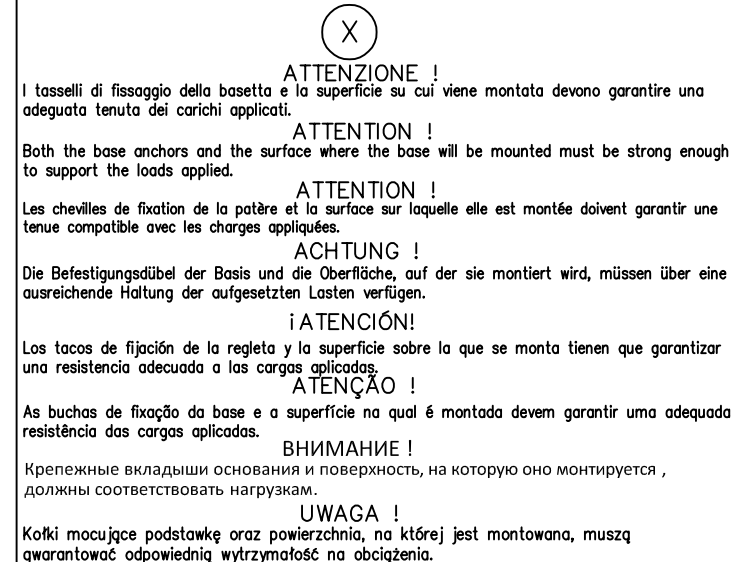 X
ATTENZIONE !
I tasselli di fissaggio della basetta e la superficie su cui viene montata devono garantire una
adeguata tenuta dei carichi applicati.
ATTENTION !
Both the base anchors and the surface where the base will be mounted must be strong enough
to support the loads applied.
ATTENTION !
Les chevilles de fixation de la patère et la surface sur laquelle elle est montée doivent garantir une
tenue compatible avec les charges appliquées.
ACHTUNG !
Die Befestigungsdübel der Basis und die Oberfläche, auf der sie montiert wird, müssen über eine
ausreichende Haltung der aufgesetzten Lasten verfügen.
¡ATENCIÓN!
Los tacos de fijación de la regleta y la superficie sobre la que se monta tienen que garantizar
una resistencia adecuada a las cargas aplicadas.
ATENÇÃO !
As buchas de fixação da base e a superfície na qual é montada devem garantir uma adequada
resistência das cargas aplicadas.
ВНИМАНИЕ !
Крепежные вкладыши основания и поверхность, на которую оно монтируется ,
должны соответствовать нагрузкам.
UWAGA !
Kołki mocujące podstawkę oraz powierzchnia, na której jest montowana, muszą
gwarantować odpowiednią wytrzymałość na obciążenia.